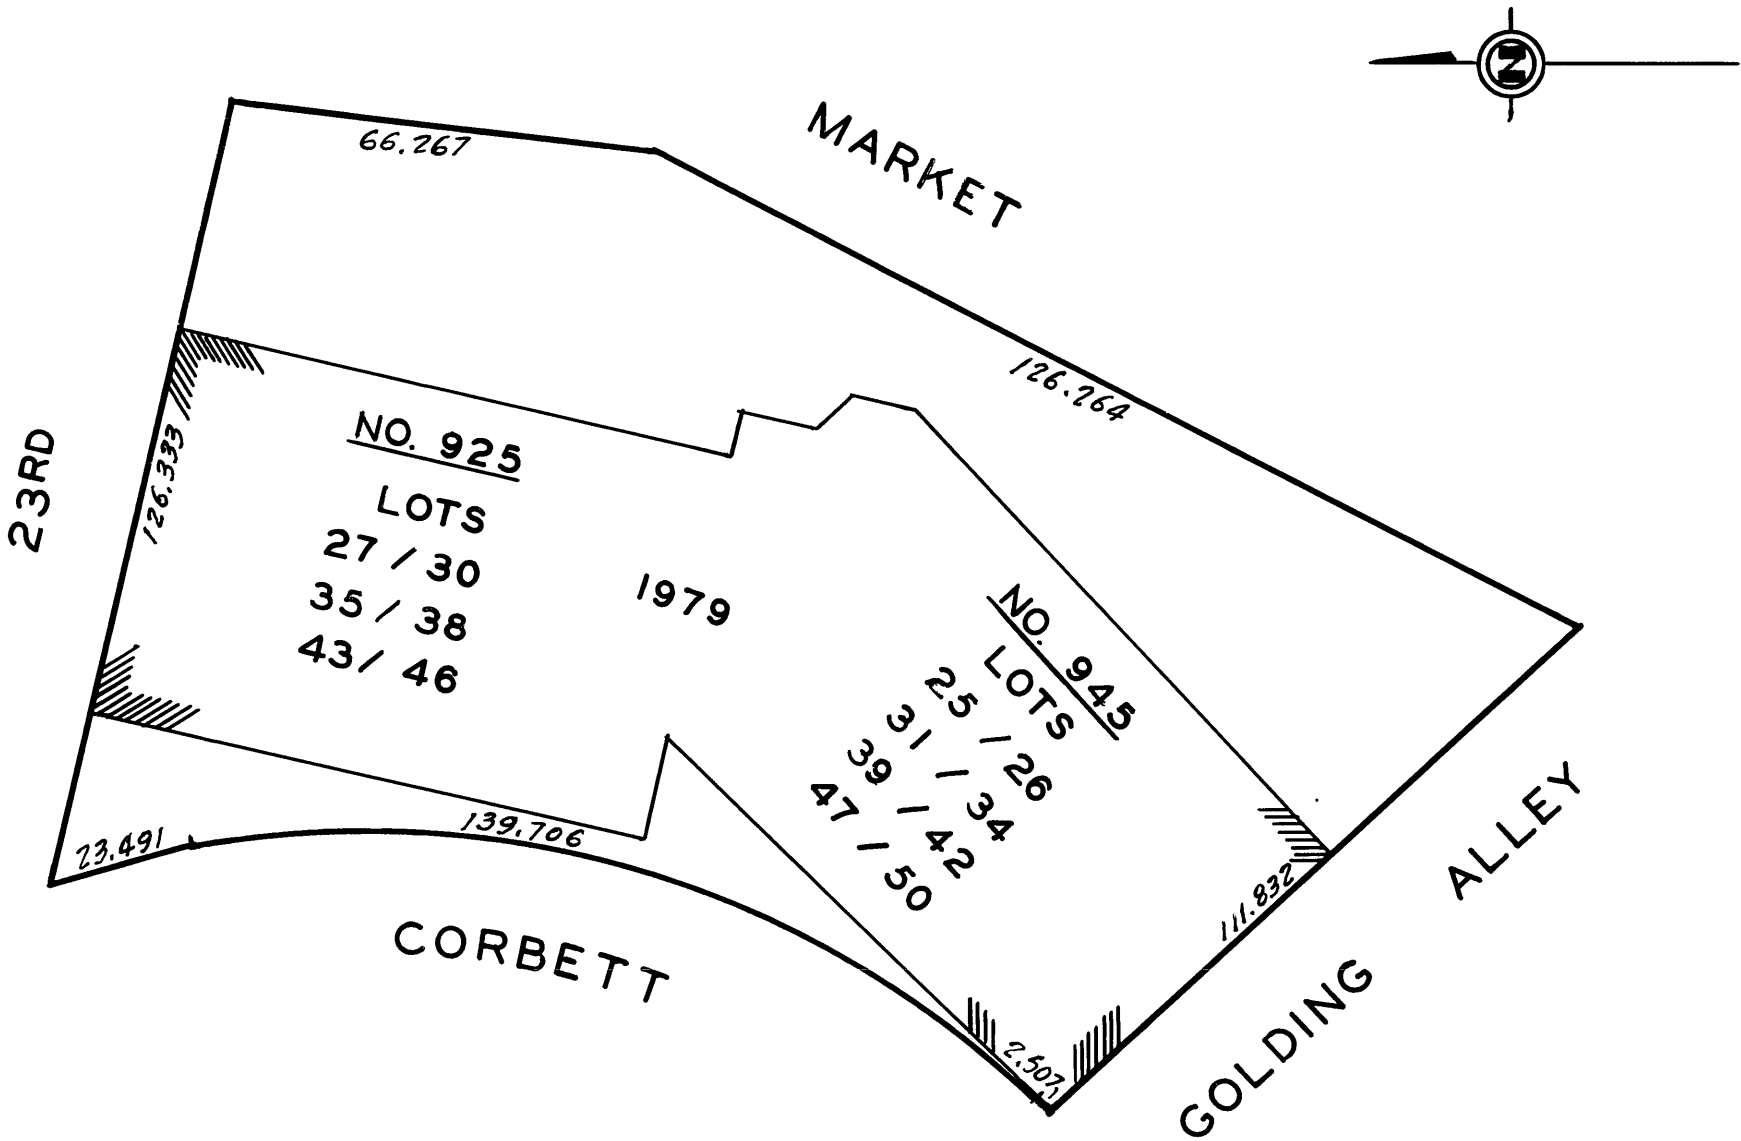 N
MARKET
66.267
126.264
23RD
126.333
NO. 925
LOTS
27 / 30
35 / 38
43 / 46
1979
NO. 945
LOTS
25 / 26
31 / 34
39 / 42
47 / 50
139.706
23.491
CORBETT
111.832
2.507
GOLDING ALLEY